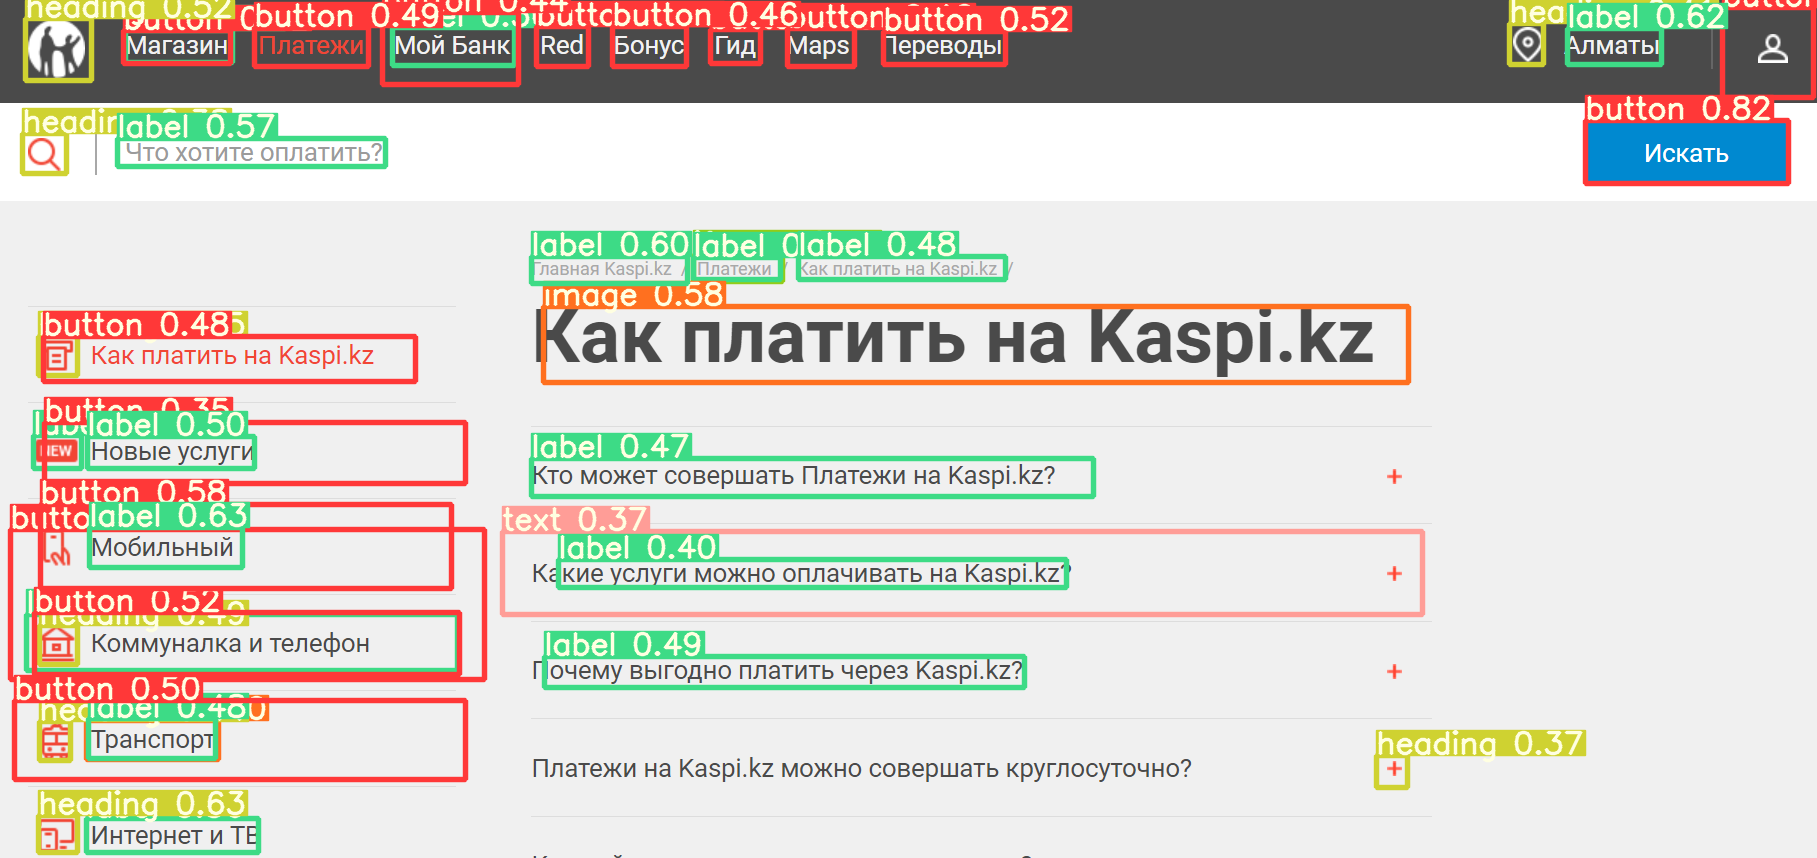 heading 0.52 button 0.49 button 0.44 button button 0.46 button button 0.52 heading label 0.62 button
Магазин Платежи Мой Банк Red Бонус Гид Maps Переводы Алматы
heading label 0.57 button 0.82
Что хотите оплатить? Искать
label 0.60 label label 0.48
Главная Kaspi.kz / Платежи / Как платить на Kaspi.kz /
image 0.58
Как платить на Kaspi.kz
button 0.48
Как платить на Kaspi.kz
button 0.35
label 0.50
NEW Новые услуги
button 0.58
label 0.63
Мобильный
button 0.52
heading 0.49
Коммуналка и телефон
button 0.50
label 0.48
Транспорт
heading 0.63
Интернет и ТВ
label 0.47
Кто может совершать Платежи на Kaspi.kz? +
text 0.37
label 0.40
Какие услуги можно оплачивать на Kaspi.kz? +
label 0.49
Почему выгодно платить через Kaspi.kz? +
heading 0.37
Платежи на Kaspi.kz можно совершать круглосуточно? +